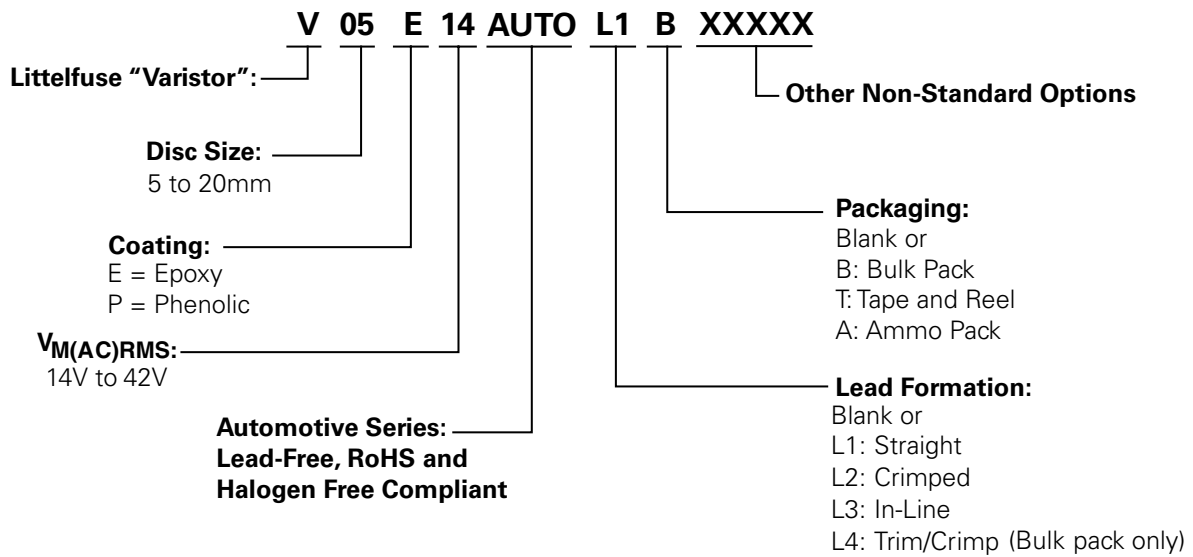 V 05 E 14 AUTO L1 B XXXXX
Littelfuse “Varistor”:
Other Non-Standard Options
Disc Size:
5 to 20mm
Packaging:
Blank or
B: Bulk Pack
T: Tape and Reel
A: Ammo Pack
Coating:
E = Epoxy
P = Phenolic
VM(AC)RMS:
14V to 42V
Lead Formation:
Blank or
L1: Straight
L2: Crimped
L3: In-Line
L4: Trim/Crimp (Bulk pack only)
Automotive Series:
Lead-Free, RoHS and
Halogen Free Compliant